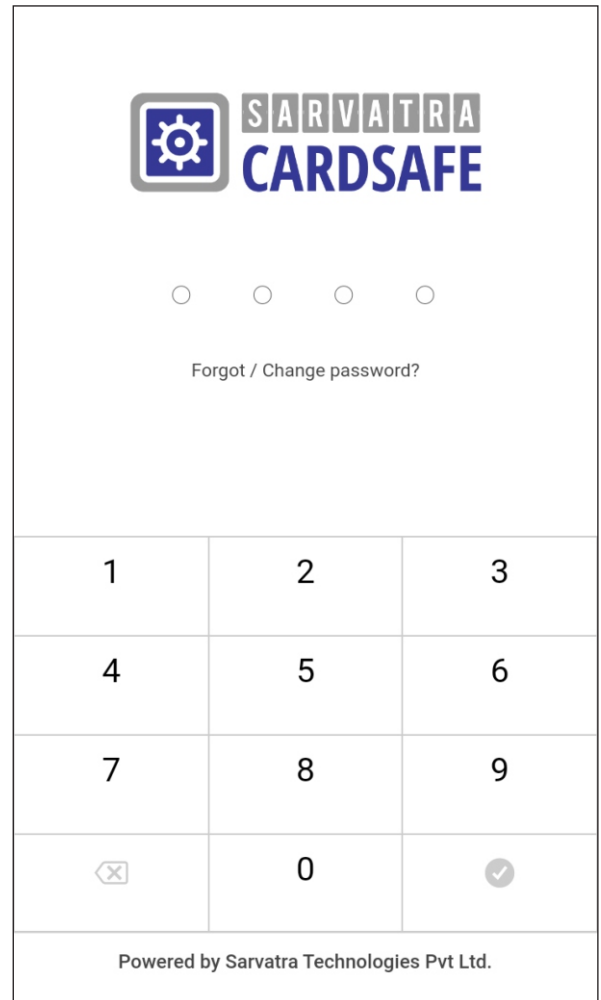 SARVATRA
CARDSAFE
Forgot / Change password?
1 2 3
4 5 6
7 8 9
0
Powered by Sarvatra Technologies Pvt Ltd.